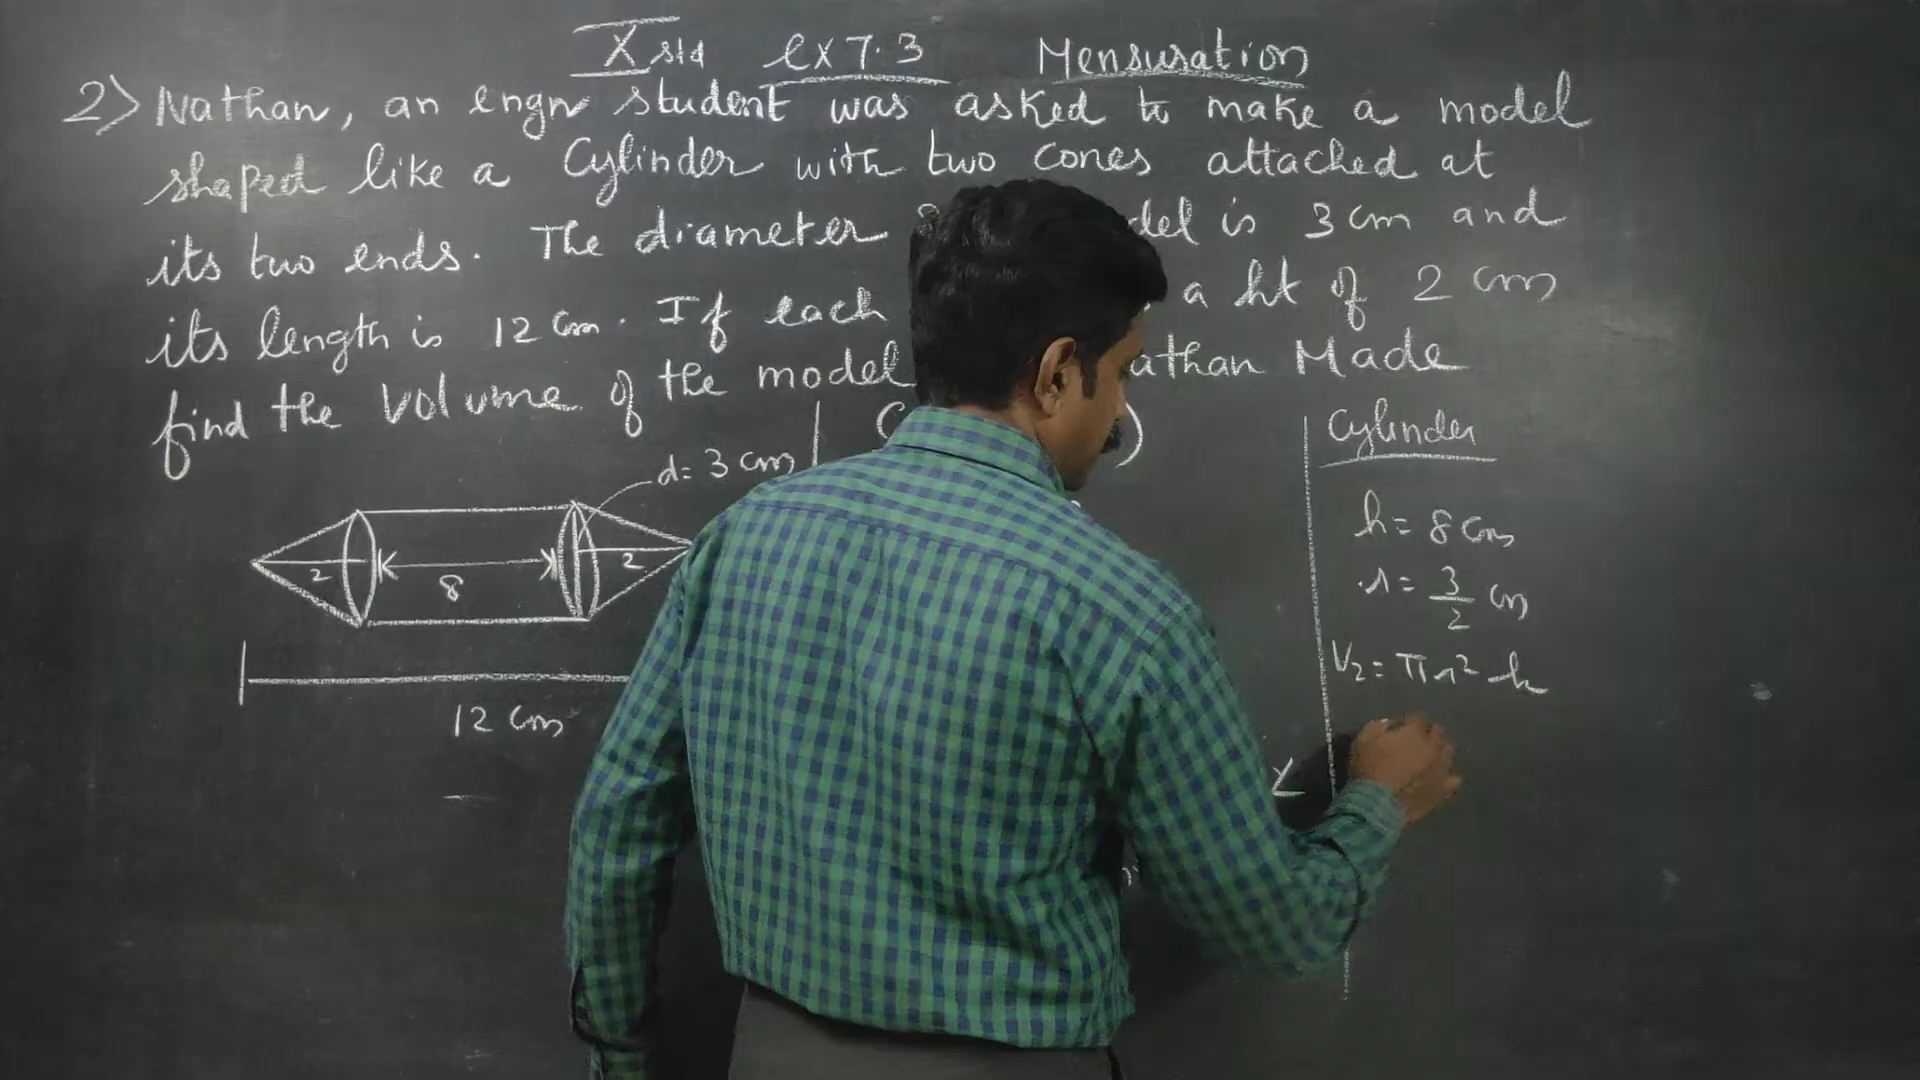 X std ex 7.3 Mensuration
2> Nathan, an engn student was asked to make a model
shaped like a Cylinder with two cones attached at
its two ends. The diameter del is 3 cm and
its length is 12 cm. If each a ht of 2 cm
find the Volume of the model athan Made
Cylinder
d = 3 cm
h = 8 cm
2
8
2
r = 3/2 cm
V2 = πr² h
12 cm